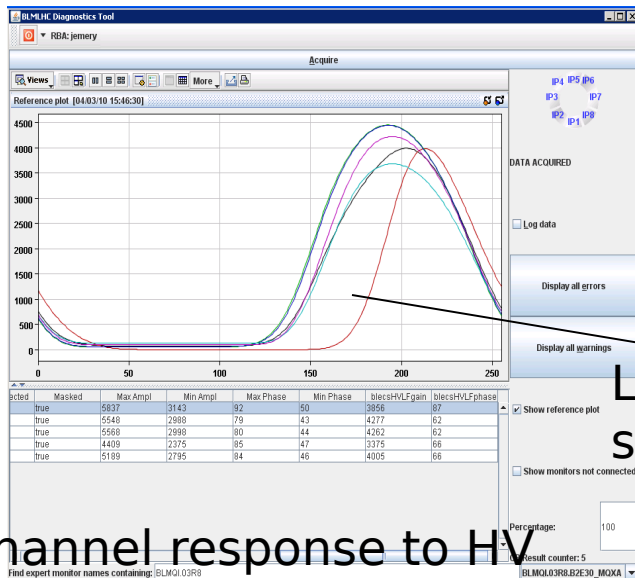 BLMLHC Diagnostics Tool
RBA: jemery
Acquire
Views More
Reference plot [04/03/10 15:46:30]
4500
4000
3500
3000
2500
2000
1500
1000
500
0
0 50 100 150 200 250
IP4 IP5 IP6
IP3 IP7
IP2 IP1 IP8
DATA ACQUIRED
Log data
Display all errors
Display all warnings
Show reference plot
Show monitors not connected
Percentage: 100
Result counter: 5
ected Masked Max Ampl Min Ampl Max Phase Min Phase blecsHVLFgain blecsHVLFphase
true 5837 3143 92 50 3856 87
true 5548 2988 79 43 4277 62
true 5568 2998 80 44 4262 62
true 4409 2375 85 47 3375 66
true 5189 2795 84 46 4005 66
L
s
hannel response to HV
Find expert monitor names containing: BLMQI.03R8
BLMQI.03R8.B2E30_MQXA